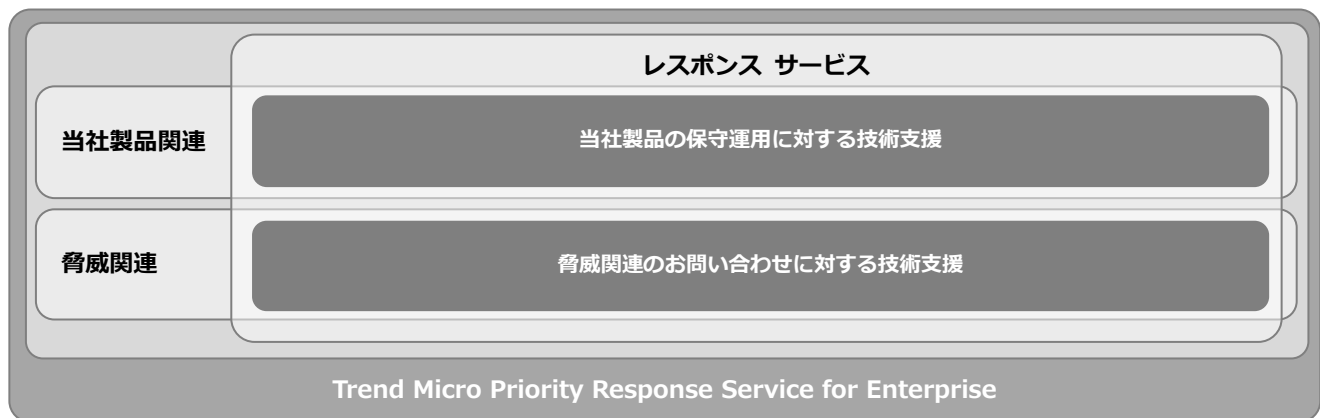 レスポンス サービス
当社製品関連
当社製品の保守運用に対する技術支援
脅威関連
脅威関連のお問い合わせに対する技術支援
Trend Micro Priority Response Service for Enterprise